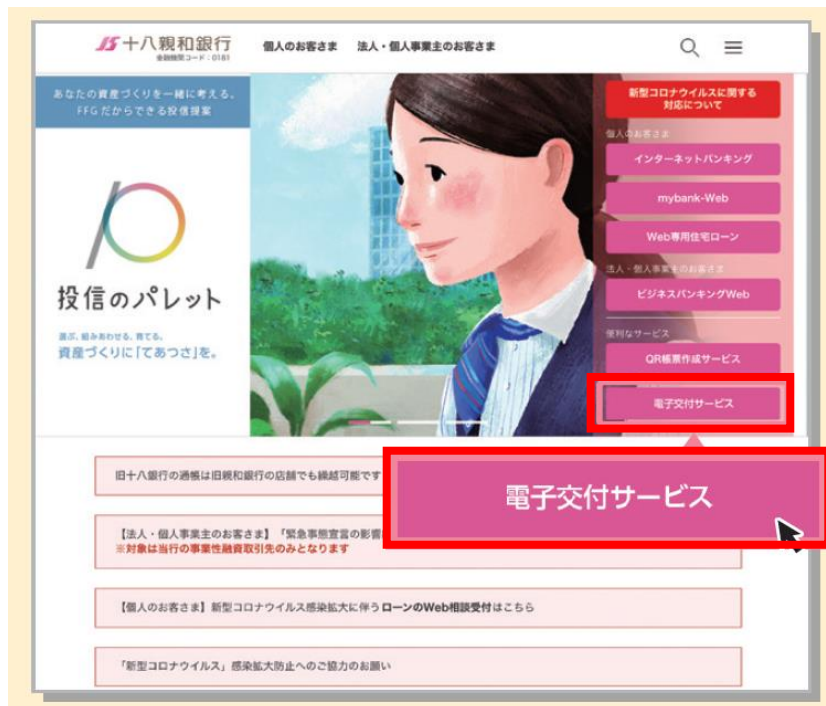 十八親和銀行
金融機関コード：0181
個人のお客さま 法人・個人事業主のお客さま
あなたの資産づくりを一緒に考える。
FFGだからできる投信提案
投信のパレット
選ぶ、組みあわせる、育てる。
資産づくりに「てあつさ」を。
新型コロナウイルスに関する
対応について
個人のお客さま
インターネットバンキング
mybank-Web
Web専用住宅ローン
法人・個人事業主のお客さま
ビジネスバンキングWeb
便利なサービス
QR帳票作成サービス
電子交付サービス
電子交付サービス
旧十八銀行の通帳は旧親和銀行の店舗でも繰越可能です
【法人・個人事業主のお客さま】「緊急事態宣言の影響
※対象は当行の事業性融資取引先のみとなります
【個人のお客さま】新型コロナウイルス感染拡大に伴うローンのWeb相談受付はこちら
「新型コロナウイルス」感染拡大防止へのご協力のお願い